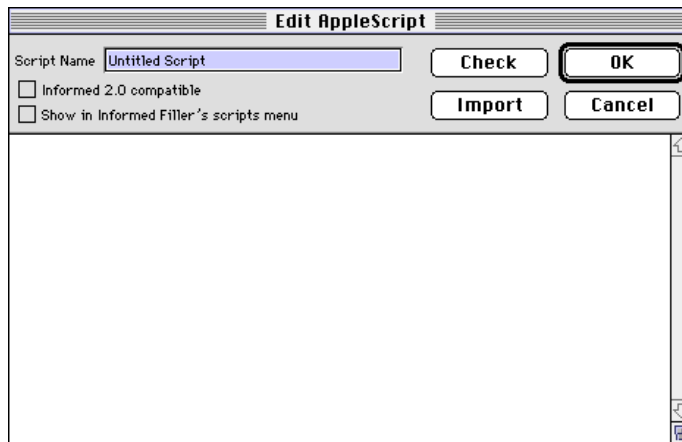 Edit AppleScript
Script Name Untitled Script
Check OK
Informed 2.0 compatible
Import Cancel
Show in Informed Filler's scripts menu